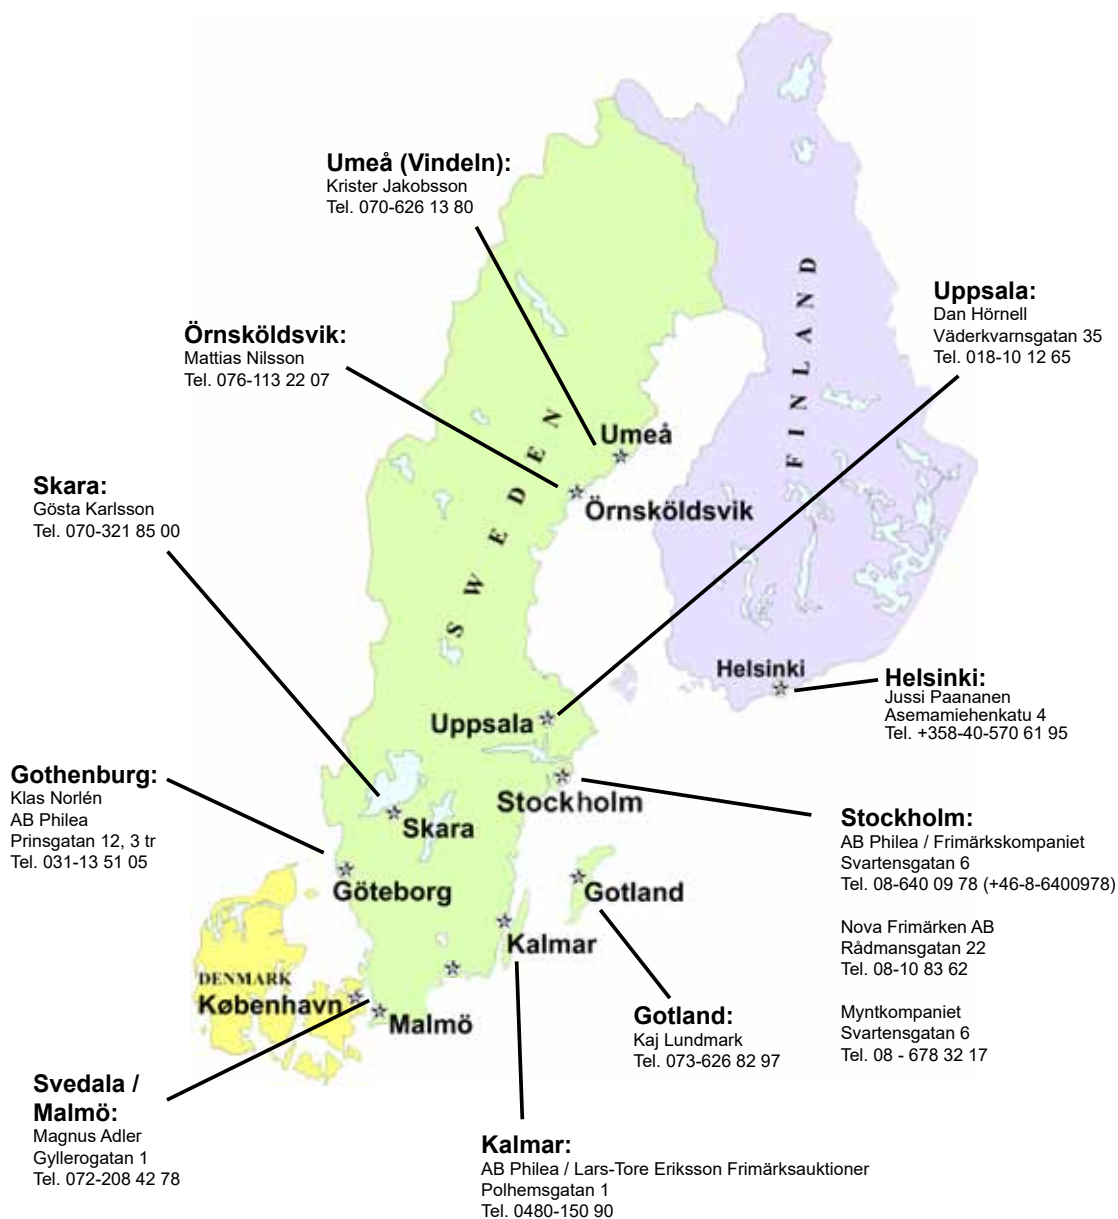 Umeå (Vindeln):
Krister Jakobsson
Tel. 070-626 13 80
Uppsala:
Dan Hörnell
Väderkvarnsgatan 35
Tel. 018-10 12 65
Örnsköldsvik:
Mattias Nilsson
Tel. 076-113 22 07
FINLAND
SWEDEN
Umeå
Örnsköldsvik
Skara:
Gösta Karlsson
Tel. 070-321 85 00
Helsinki
Helsinki:
Jussi Paananen
Asemamiehenkatu 4
Tel. +358-40-570 61 95
Uppsala
Stockholm
Gothenburg:
Klas Norlén
AB Philea
Prinsgatan 12, 3 tr
Tel. 031-13 51 05
Skara
Göteborg
Gotland
Kalmar
Stockholm:
AB Philea / Frimärkskompaniet
Svartensgatan 6
Tel. 08-640 09 78 (+46-8-6400978)
Nova Frimärken AB
Rådmansgatan 22
Tel. 08-10 83 62
Myntkompaniet
Svartensgatan 6
Tel. 08 - 678 32 17
DENMARK
København
Malmö
Gotland:
Kaj Lundmark
Tel. 073-626 82 97
Svedala /
Malmö:
Magnus Adler
Gyllerogatan 1
Tel. 072-208 42 78
Kalmar:
AB Philea / Lars-Tore Eriksson Frimärksauktioner
Polhemsgatan 1
Tel. 0480-150 90